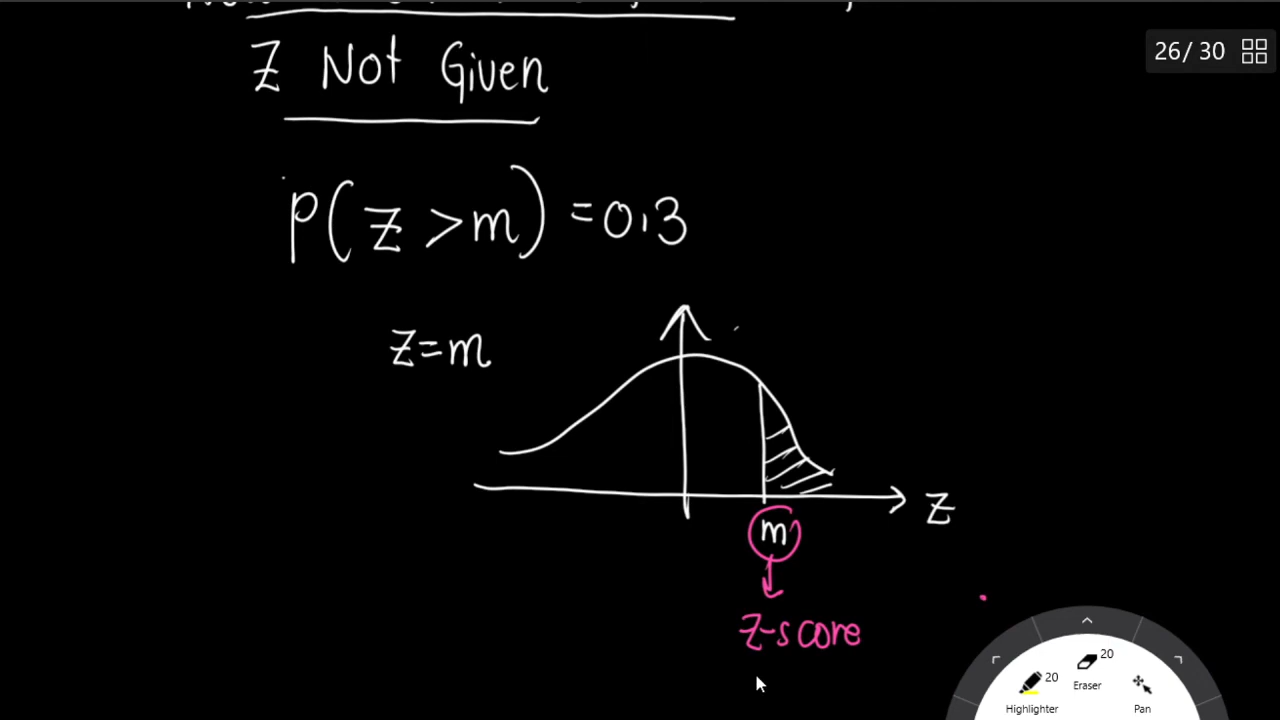 26/30
Z Not Given
P(Z>m)=0.3
Z=m
Z
m
Z-score
20
20
Eraser
Highlighter
Pan